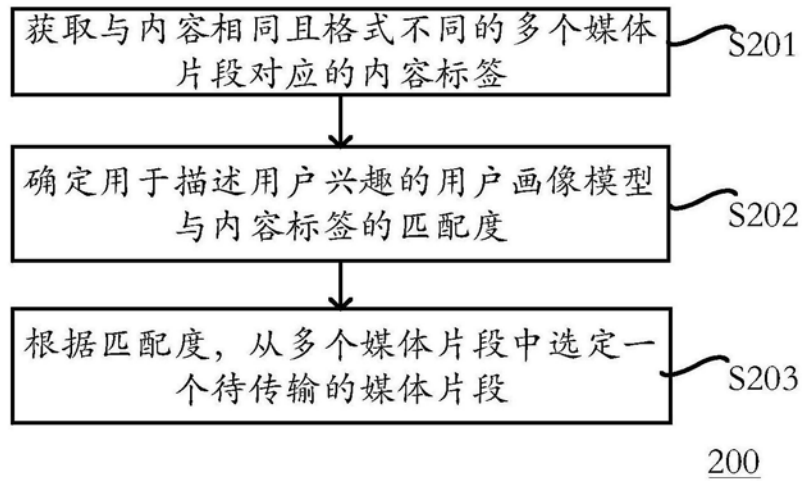 获取与内容相同且格式不同的多个媒体
片段对应的内容标签
S201
确定用于描述用户兴趣的用户画像模型
与内容标签的匹配度
S202
根据匹配度，从多个媒体片段中选定一
个待传输的媒体片段
S203
200